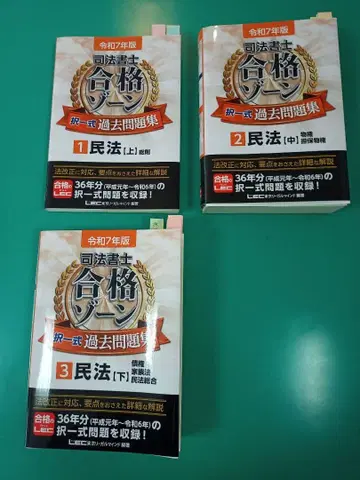 令和7年版
司法書士
合格
ゾーン
択一式 過去問題集
1 民法[上]総則
法改正に対応、要点をおさえた詳細な解説
合格のLEC
36年分(平成元年〜令和6年)の
択一式問題を収録!
LEC東京リーガルマインド 編著
令和7年版
司法書士
合格
ゾーン
択一式 過去問題集
2 民法[中]物権
担保物権
法改正に対応、要点をおさえた詳細な解説
合格のLEC
36年分(平成元年〜令和6年)の
択一式問題を収録!
LEC東京リーガルマインド 編著
令和7年版
司法書士
合格
ゾーン
択一式 過去問題集
3 民法[下]債権
家族法
民法総合
法改正に対応、要点をおさえた詳細な解説
合格のLEC
36年分(平成元年〜令和6年)の
択一式問題を収録!
LEC東京リーガルマインド 編著